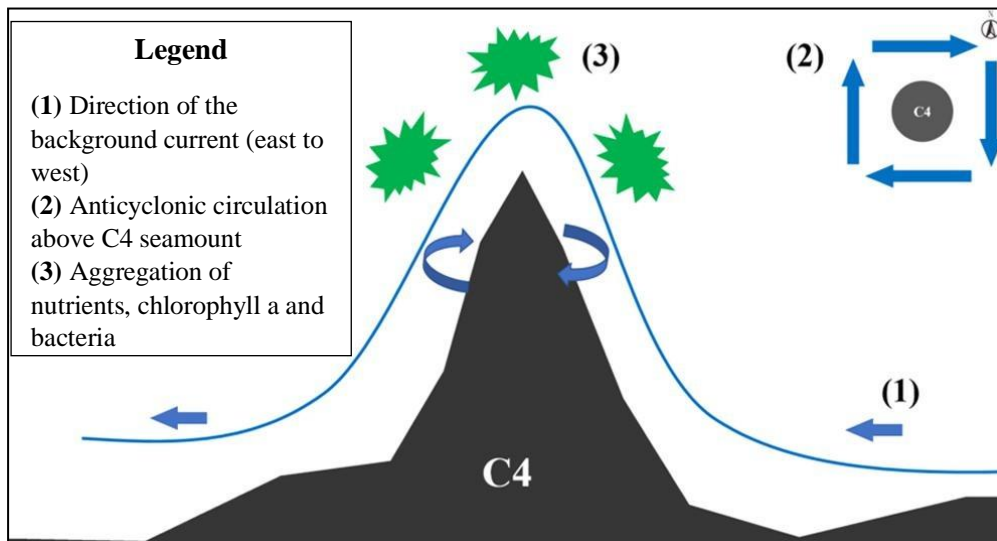 Legend
(1) Direction of the
background current (east to
west)
(2) Anticyclonic circulation
above C4 seamount
(3) Aggregation of
nutrients, chlorophyll a and
bacteria
(3)
(2)
N
C4
(1)
C4